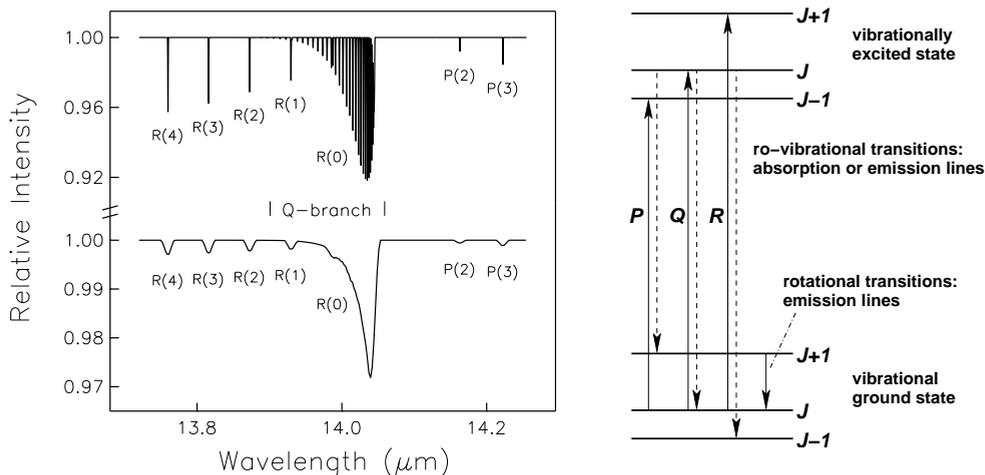 Relative Intensity
1.00
0.96
0.92
R(4)
R(3)
R(2)
R(1)
R(0)
P(2)
P(3)
Q-branch
1.00
0.99
0.98
0.97
R(4)
R(3)
R(2)
R(1)
R(0)
P(2)
P(3)
13.8
14.0
14.2
Wavelength (μm)
J+1
vibrationally
excited state
J
J−1
ro−vibrational transitions:
absorption or emission lines
P
Q
R
rotational transitions:
emission lines
J+1
vibrational
ground state
J
J−1